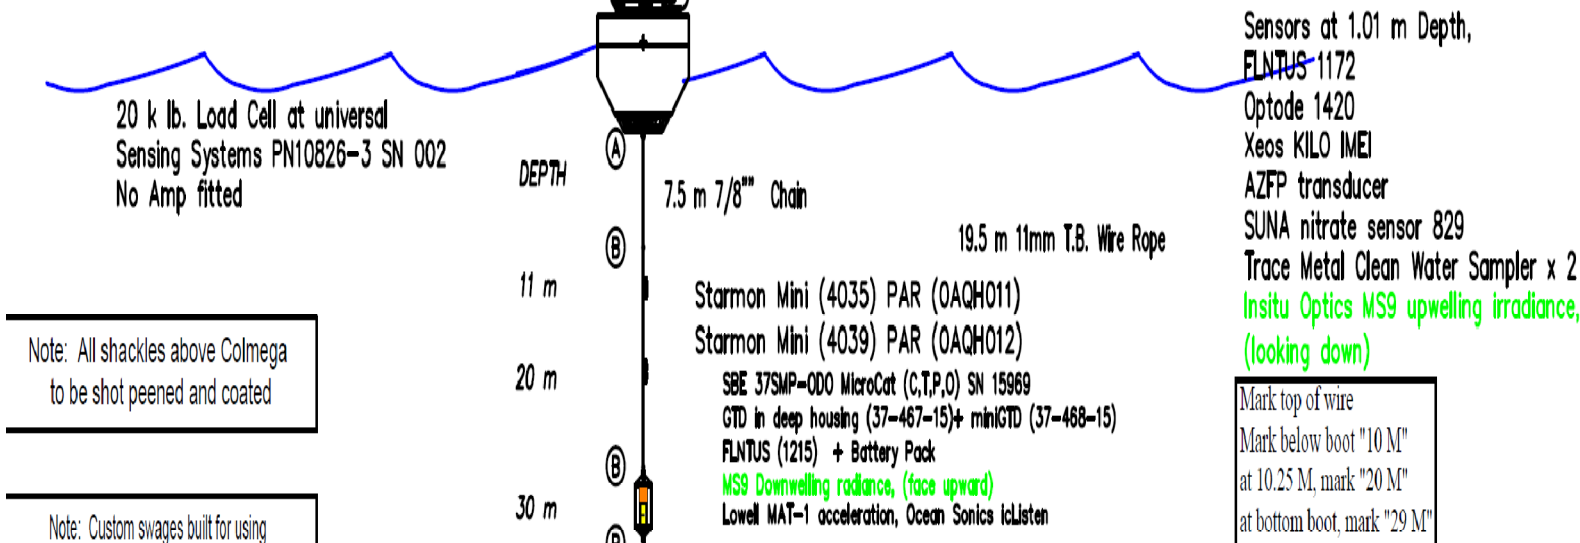 Sensors at 1.01 m Depth,
FLNTUS 1172
Optode 1420
Xeos KILO IMEI
AZFP transducer
SUNA nitrate sensor 829
Trace Metal Clean Water Sampler x 2
Insitu Optics MS9 upwelling irradiance,
(looking down)
20 k lb. Load Cell at universal
Sensing Systems PN10826-3 SN 002
No Amp fitted
DEPTH
A
7.5 m 7/8"" Chain
B
19.5 m 11mm T.B. Wire Rope
11 m
Starmon Mini (4035) PAR (0AQH011)
Starmon Mini (4039) PAR (0AQH012)
20 m
SBE 37SMP-ODO MicroCat (C,T,P,O) SN 15969
GTD in deep housing (37-467-15)+ miniGTD (37-468-15)
FLNTUS (1215) + Battery Pack
B
MS9 Downwelling radiance, (face upward)
30 m
Lowell MAT-1 acceleration, Ocean Sonics icListen
B
Note: All shackles above Colmega
to be shot peened and coated
Note: Custom swages built for using
Mark top of wire
Mark below boot "10 M"
at 10.25 M, mark "20 M"
at bottom boot, mark "29 M"